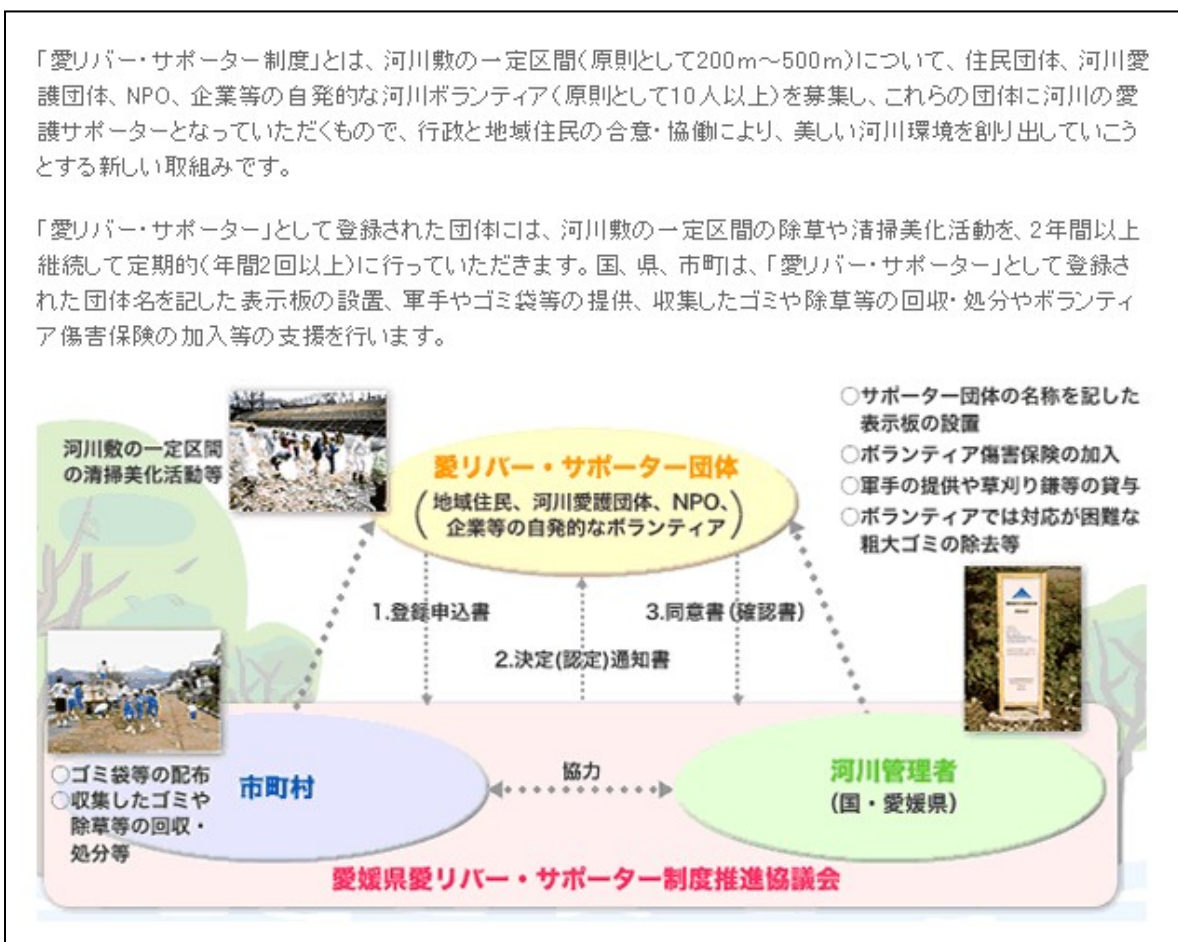 「愛リバー・サポーター制度」とは、河川敷の一定区間(原則として200m～500m)について、住民団体、河川愛
護団体、NPO、企業等の自発的な河川ボランティア(原則として10人以上)を募集し、これらの団体に河川の愛
護サポーターとなっていただくもので、行政と地域住民の合意・協働により、美しい河川環境を創り出していこう
とする新しい取組みです。
「愛リバー・サポーター」として登録された団体には、河川敷の一定区間の除草や清掃美化活動を、2年間以上
継続して定期的(年間2回以上)に行っていただきます。国、県、市町は、「愛リバー・サポーター」として登録さ
れた団体名を記した表示板の設置、軍手やゴミ袋等の提供、収集したゴミや除草等の回収・処分やボランティ
ア傷害保険の加入等の支援を行います。
河川敷の一定区間
の清掃美化活動等
愛リバー・サポーター団体
(地域住民、河川愛護団体、NPO、
企業等の自発的なボランティア)
○サポーター団体の名称を記した
表示板の設置
○ボランティア傷害保険の加入
○軍手の提供や草刈り鎌等の貸与
○ボランティアでは対応が困難な
粗大ゴミの除去等
1.登録申込書
3.同意書(確認書)
2.決定(認定)通知書
○ゴミ袋等の配布
○収集したゴミや
除草等の回収・
処分等
市町村
協力
河川管理者
(国・愛媛県)
愛媛県愛リバー・サポーター制度推進協議会